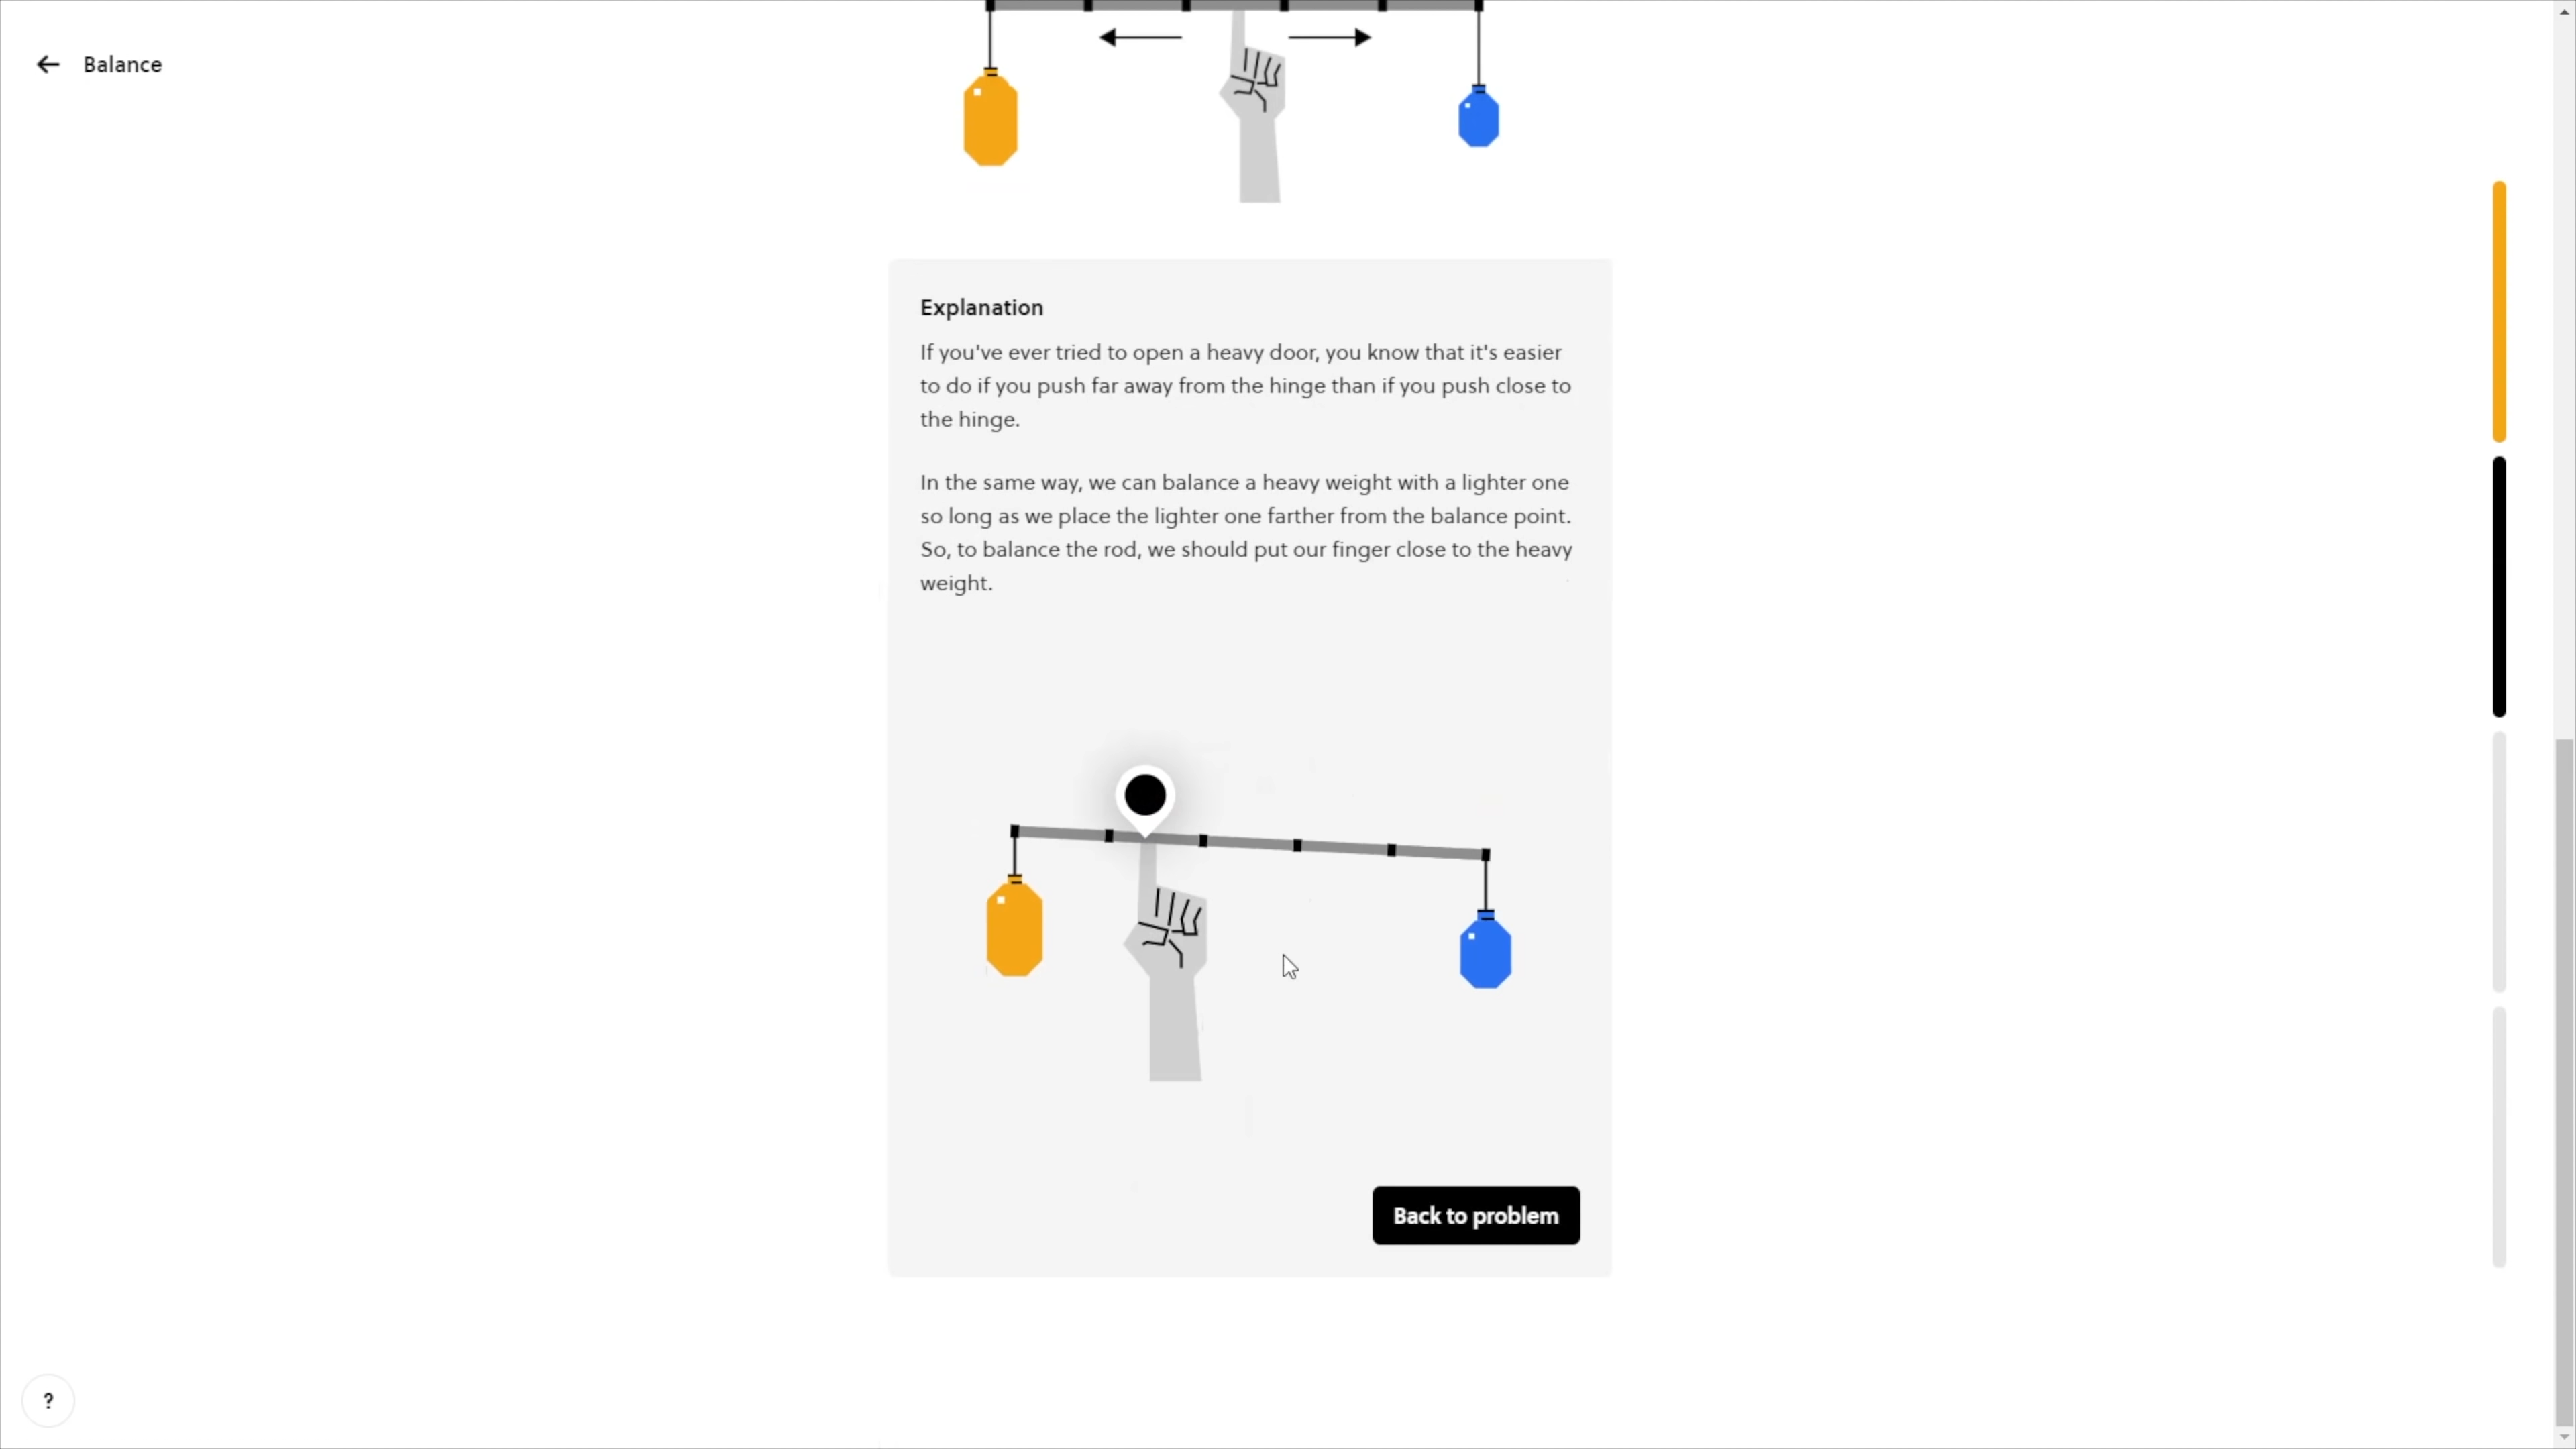 Balance
Explanation
If you've ever tried to open a heavy door, you know that it's easier
to do if you push far away from the hinge than if you push close to
the hinge.
In the same way, we can balance a heavy weight with a lighter one
so long as we place the lighter one farther from the balance point.
So, to balance the rod, we should put our finger close to the heavy
weight.
Back to problem
?